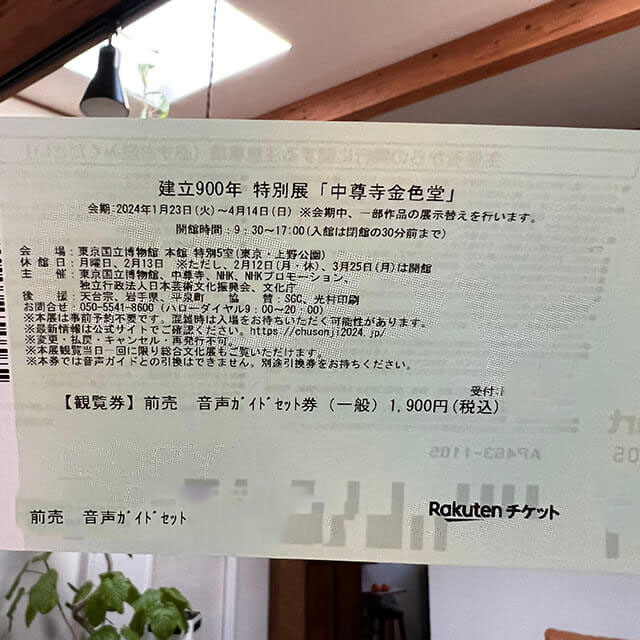 建立900年 特別展「中尊寺金色堂」
会期:2024年1月23日(火)~4月14日(日) ※会期中、一部作品の展示替えを行います。
開館時間:9:30~17:00(入館は閉館の30分前まで)
会 場:東京国立博物館 本館 特別5室(東京・上野公園)
休 館 日:月曜日、2月13日 ※ただし、2月12日(月・休)、3月25日(月)は開館
主 催:東京国立博物館、中尊寺、NHK、NHKプロモーション、
独立行政法人日本芸術文化振興会、文化庁
後 援:天台宗、岩手県、平泉町 協 賛:SGC、光村印刷
お問合せ:050-5541-8600(ハローダイヤル9:00~20:00)
※本展は事前予約不要です。混雑時は入場をお待ちいただく可能性があります。
※最新情報は公式サイトでご確認ください。https://chusonji2024.jp/
※変更・払戻・キャンセル・再発行不可。
※本展観覧当日一回に限り総合文化展もご覧いただけます。
※本券では音声ガイドとの引換はできません。別途引換券をお持ちください。
受付:
【観覧券】前売 音声ガイドセット券(一般) 1,900円(税込)
AP463-1105
前売 音声ガイドセット
Rakuten チケット